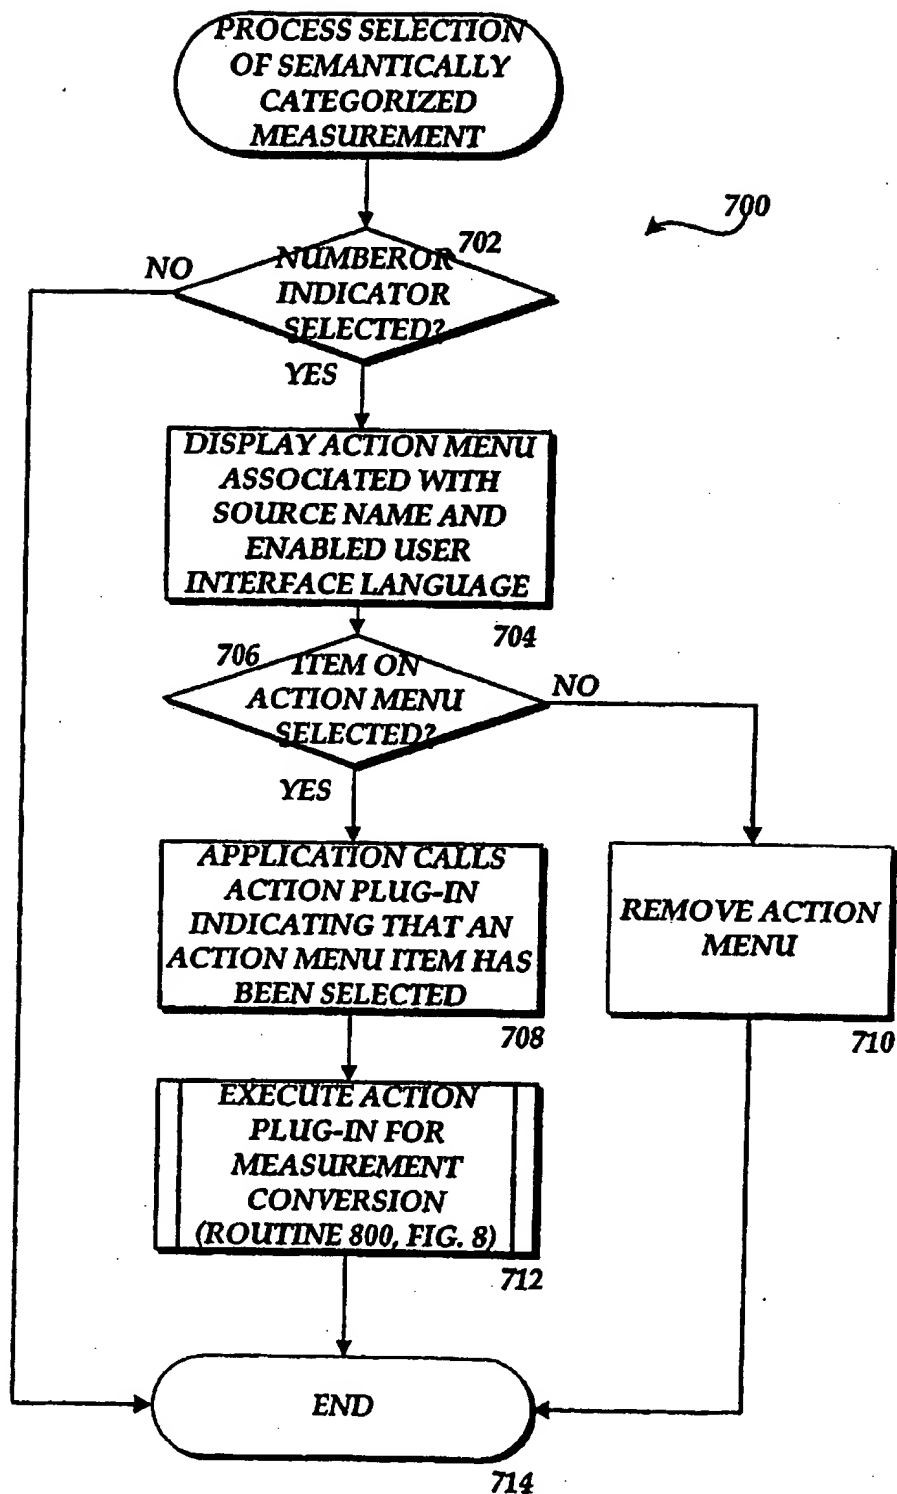 PROCESS SELECTION
OF SEMANTICALLY
CATEGORIZED
MEASUREMENT
700
702
NO
NUMBEROR
INDICATOR
SELECTED?
YES
DISPLAY ACTION MENU
ASSOCIATED WITH
SOURCE NAME AND
ENABLED USER
INTERFACE LANGUAGE
704
706
ITEM ON
ACTION MENU
SELECTED?
NO
YES
APPLICATION CALLS
ACTION PLUG-IN
INDICATING THAT AN
ACTION MENU ITEM HAS
BEEN SELECTED
708
REMOVE ACTION
MENU
710
EXECUTE ACTION
PLUG-IN FOR
MEASUREMENT
CONVERSION
(ROUTINE 800, FIG. 8)
712
END
714